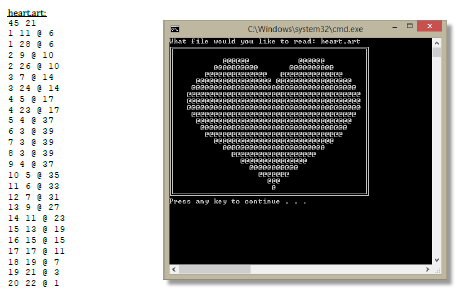 heart.art:
45 21
1 11 @ 6
1 28 @ 6
2 9 @ 10
2 26 @ 10
3 7 @ 14
3 24 @ 14
4 5 @ 17
4 23 @ 17
5 4 @ 37
6 3 @ 39
7 3 @ 39
8 3 @ 39
9 4 @ 37
10 5 @ 35
11 6 @ 33
12 7 @ 31
13 9 @ 27
14 11 @ 23
15 13 @ 19
16 15 @ 15
17 17 @ 11
18 19 @ 7
19 21 @ 3
20 22 @ 1
C:\Windows\system32\cmd.exe
What file would you like to read: heart.art
Press any key to continue . . .